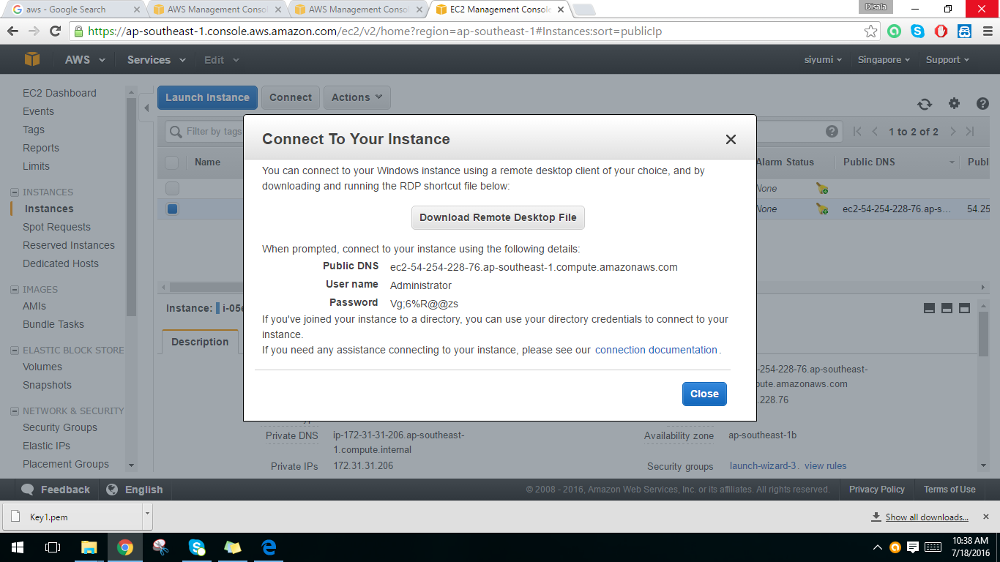 aws - Google Search
AWS Management Consol
AWS Management Consol
EC2 Management Console
Disala
https://ap-southeast-1.console.aws.amazon.com/ec2/v2/home?region=ap-southeast-1#Instances:sort=publicIp
AWS Services Edit siyumi Singapore Support
EC2 Dashboard
Events
Tags
Reports
Limits
INSTANCES
Instances
Spot Requests
Reserved Instances
Dedicated Hosts
IMAGES
AMIs
Bundle Tasks
ELASTIC BLOCK STORE
Volumes
Snapshots
NETWORK & SECURITY
Security Groups
Elastic IPs
Placement Groups
Launch Instance Connect Actions
Filter by tags
1 to 2 of 2
Name Alarm Status Public DNS Publ
None
None ec2-54-254-228-76.ap-s... 54.25
Connect To Your Instance
You can connect to your Windows instance using a remote desktop client of your choice, and by
downloading and running the RDP shortcut file below:
Download Remote Desktop File
When prompted, connect to your instance using the following details:
Public DNS ec2-54-254-228-76.ap-southeast-1.compute.amazonaws.com
User name Administrator
Password Vg;6%R@@zs
If you've joined your instance to a directory, you can use your directory credentials to connect to your
instance.
If you need any assistance connecting to your instance, please see our connection documentation.
Close
Instance: i-05
Description
-254-228-76.ap-southeast-
pute.amazonaws.com
.228.76
Private DNS ip-172-31-31-206.ap-southeast-
1.compute.internal
Availability zone ap-southeast-1b
Private IPs 172.31.31.206
Security groups launch-wizard-3. view rules
Feedback English
© 2008 - 2016, Amazon Web Services, Inc. or its affiliates. All rights reserved. Privacy Policy Terms of Use
Key1.pem
Show all downloads...
10:38 AM
7/18/2016